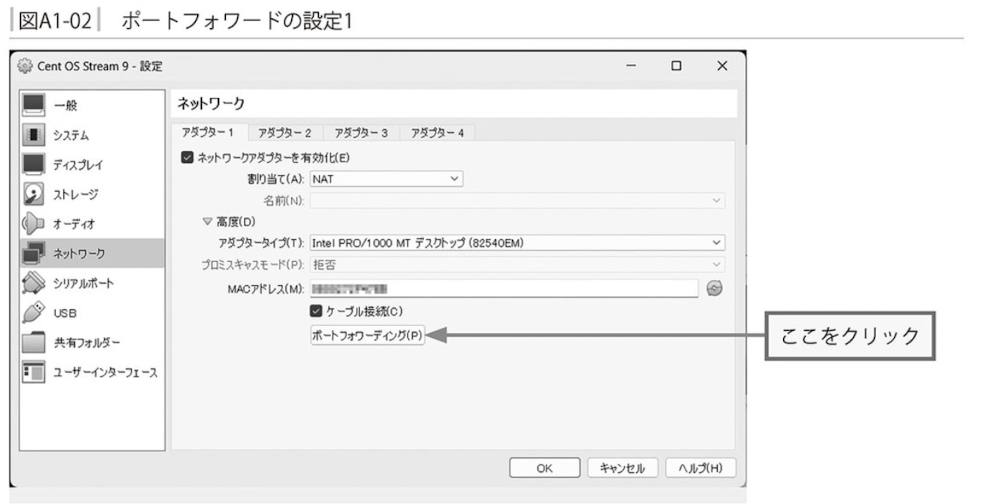 図A1-02 ポートフォワードの設定1
Cent OS Stream 9 - 設定
一般
システム
ディスプレイ
ストレージ
オーディオ
ネットワーク
シリアルポート
USB
共有フォルダー
ユーザーインターフェース
ネットワーク
アダプター 1 アダプター 2 アダプター 3 アダプター 4
ネットワークアダプターを有効化(E)
割り当て(A): NAT
名前(N):
高度(D)
アダプタータイプ(T): Intel PRO/1000 MT デスクトップ (82540EM)
プロミスキャスモード(P): 拒否
MACアドレス(M):
ケーブル接続(C)
ポートフォワーディング(P)
ここをクリック
OK キャンセル ヘルプ(H)